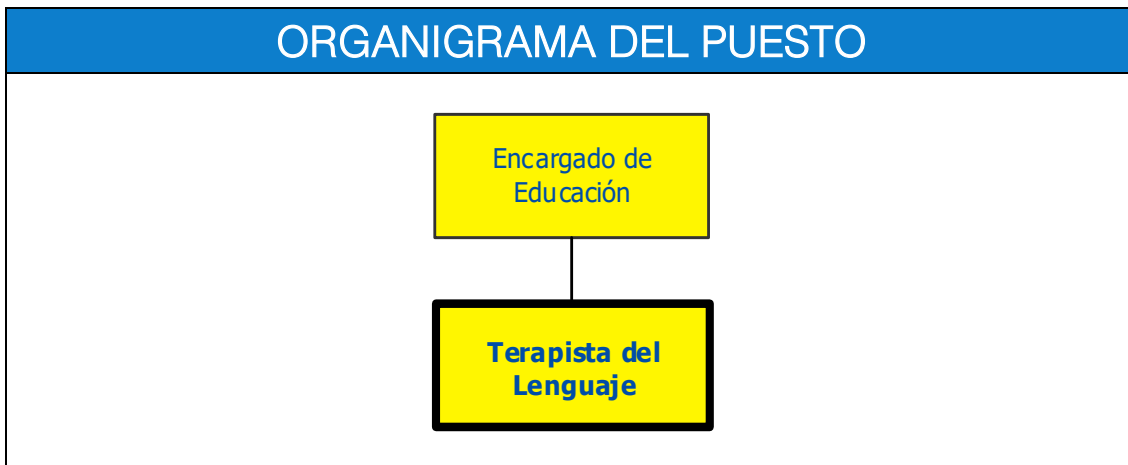 ORGANIGRAMA DEL PUESTO
Encargado de
Educación
Terapista del
Lenguaje